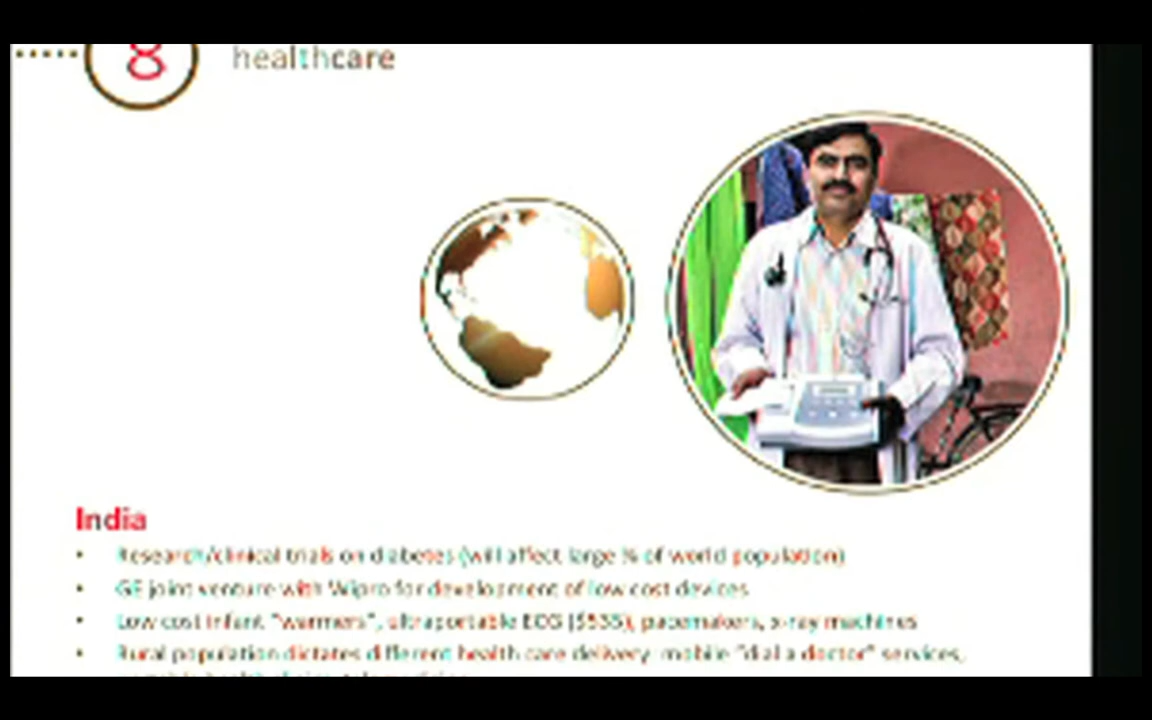 8
healthcare
India
• Research/clinical trials on diabetes (will affect large % of world population)
• GE joint venture with Wipro for development of low cost devices
• Low cost infant "warmers", ultraportable ECG ($535), pacemakers, x-ray machines
• Rural population dictates different health care delivery: mobile "dial a doctor" services,